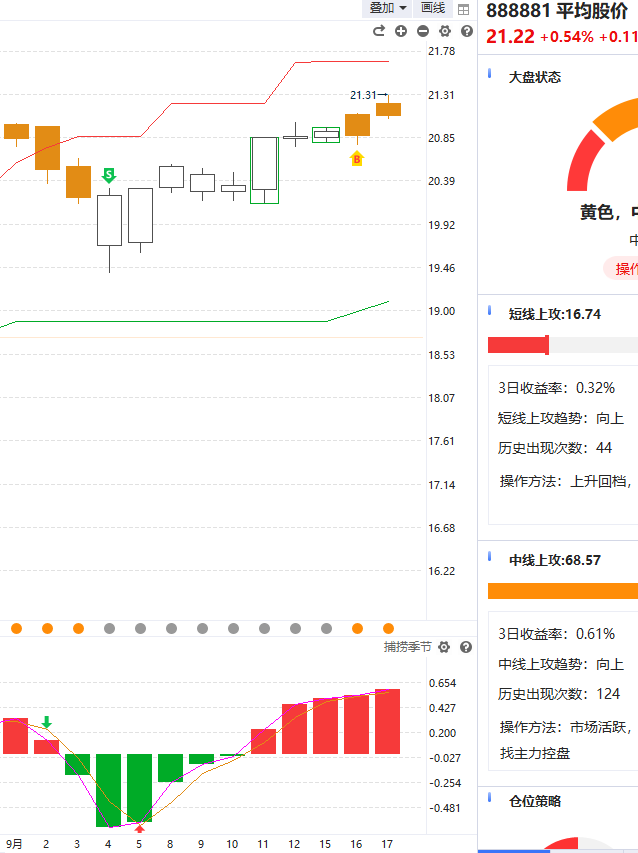 叠加 画线
888881 平均股价
21.22 +0.54% +0.11
大盘状态
黄色，中
中
操作
21.78
21.31
20.85
20.39
19.92
19.46
19.00
18.53
18.07
17.61
17.14
16.68
16.22
21.31→
S
B
短线上攻:16.74
3日收益率：0.32%
短线上攻趋势：向上
历史出现次数：44
操作方法：上升回档，
中线上攻:68.57
3日收益率：0.61%
中线上攻趋势：向上
历史出现次数：124
操作方法：市场活跃，
找主力控盘
仓位策略
捕捞季节
0.654
0.427
0.200
-0.027
-0.254
-0.481
9月 2 3 4 5 8 9 10 11 12 15 16 17